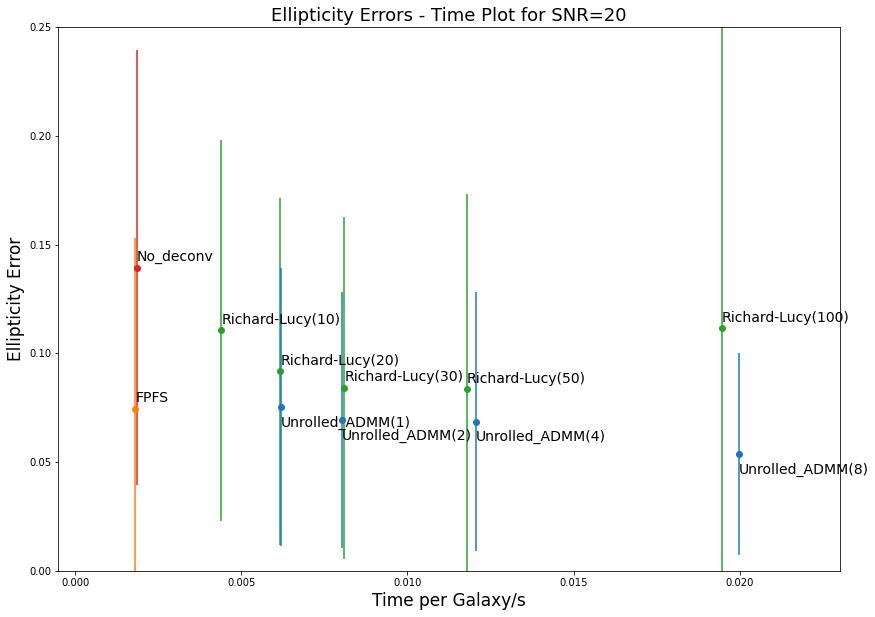 Ellipticity Errors - Time Plot for SNR=20
0.25
0.20
0.15
0.10
0.05
0.00
Ellipticity Error
No_deconv
Richard-Lucy(10)
Richard-Lucy(100)
Richard-Lucy(20)
Richard-Lucy(30)
Richard-Lucy(50)
FPFS
Unrolled_ADMM(1)
Unrolled_ADMM(2)
Unrolled_ADMM(4)
Unrolled_ADMM(8)
0.000
0.005
0.010
0.015
0.020
Time per Galaxy/s